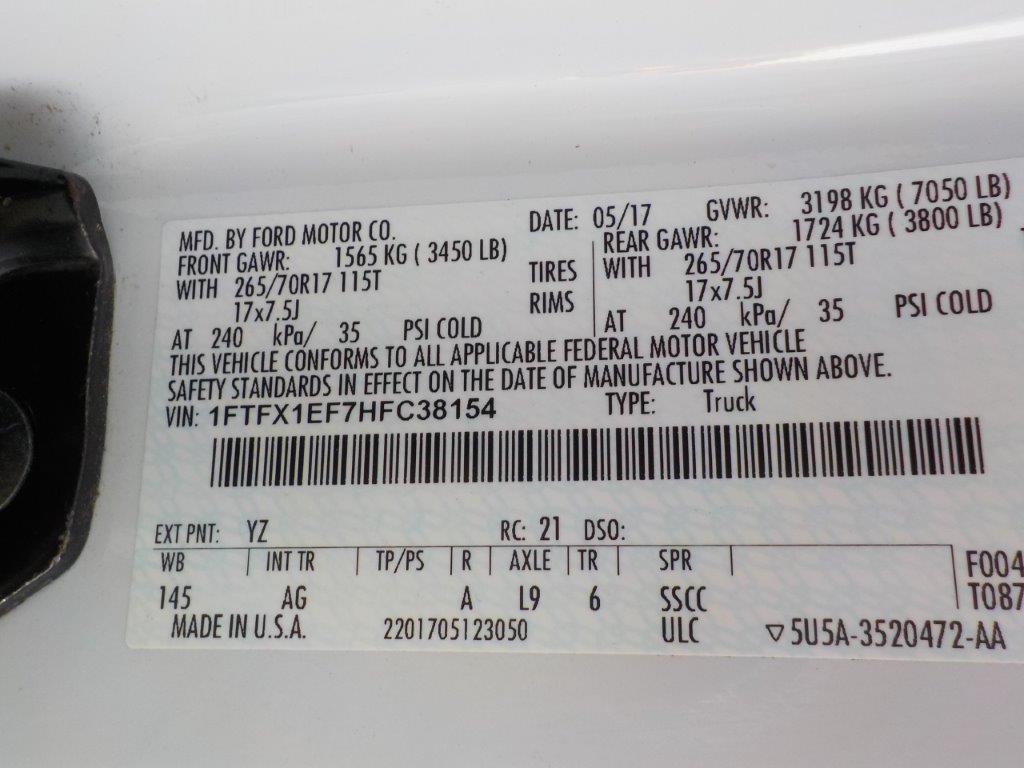 MFD. BY FORD MOTOR CO. DATE: 05/17 GVWR: 3198 KG ( 7050 LB)
FRONT GAWR: 1565 KG ( 3450 LB) REAR GAWR: 1724 KG ( 3800 LB)
WITH 265/70R17 115T TIRES WITH 265/70R17 115T
17x7.5J RIMS 17x7.5J
AT 240 kPa/ 35 PSI COLD AT 240 kPa/ 35 PSI COLD
THIS VEHICLE CONFORMS TO ALL APPLICABLE FEDERAL MOTOR VEHICLE
SAFETY STANDARDS IN EFFECT ON THE DATE OF MANUFACTURE SHOWN ABOVE.
VIN: 1FTFX1EF7HFC38154 TYPE: Truck
EXT PNT: YZ RC: 21 DSO:
WB | INT TR | TP/PS | R | AXLE | TR | SPR | F004
145 AG A L9 6 SSCC T087
MADE IN U.S.A. 2201705123050 ULC ▽5U5A-3520472-AA